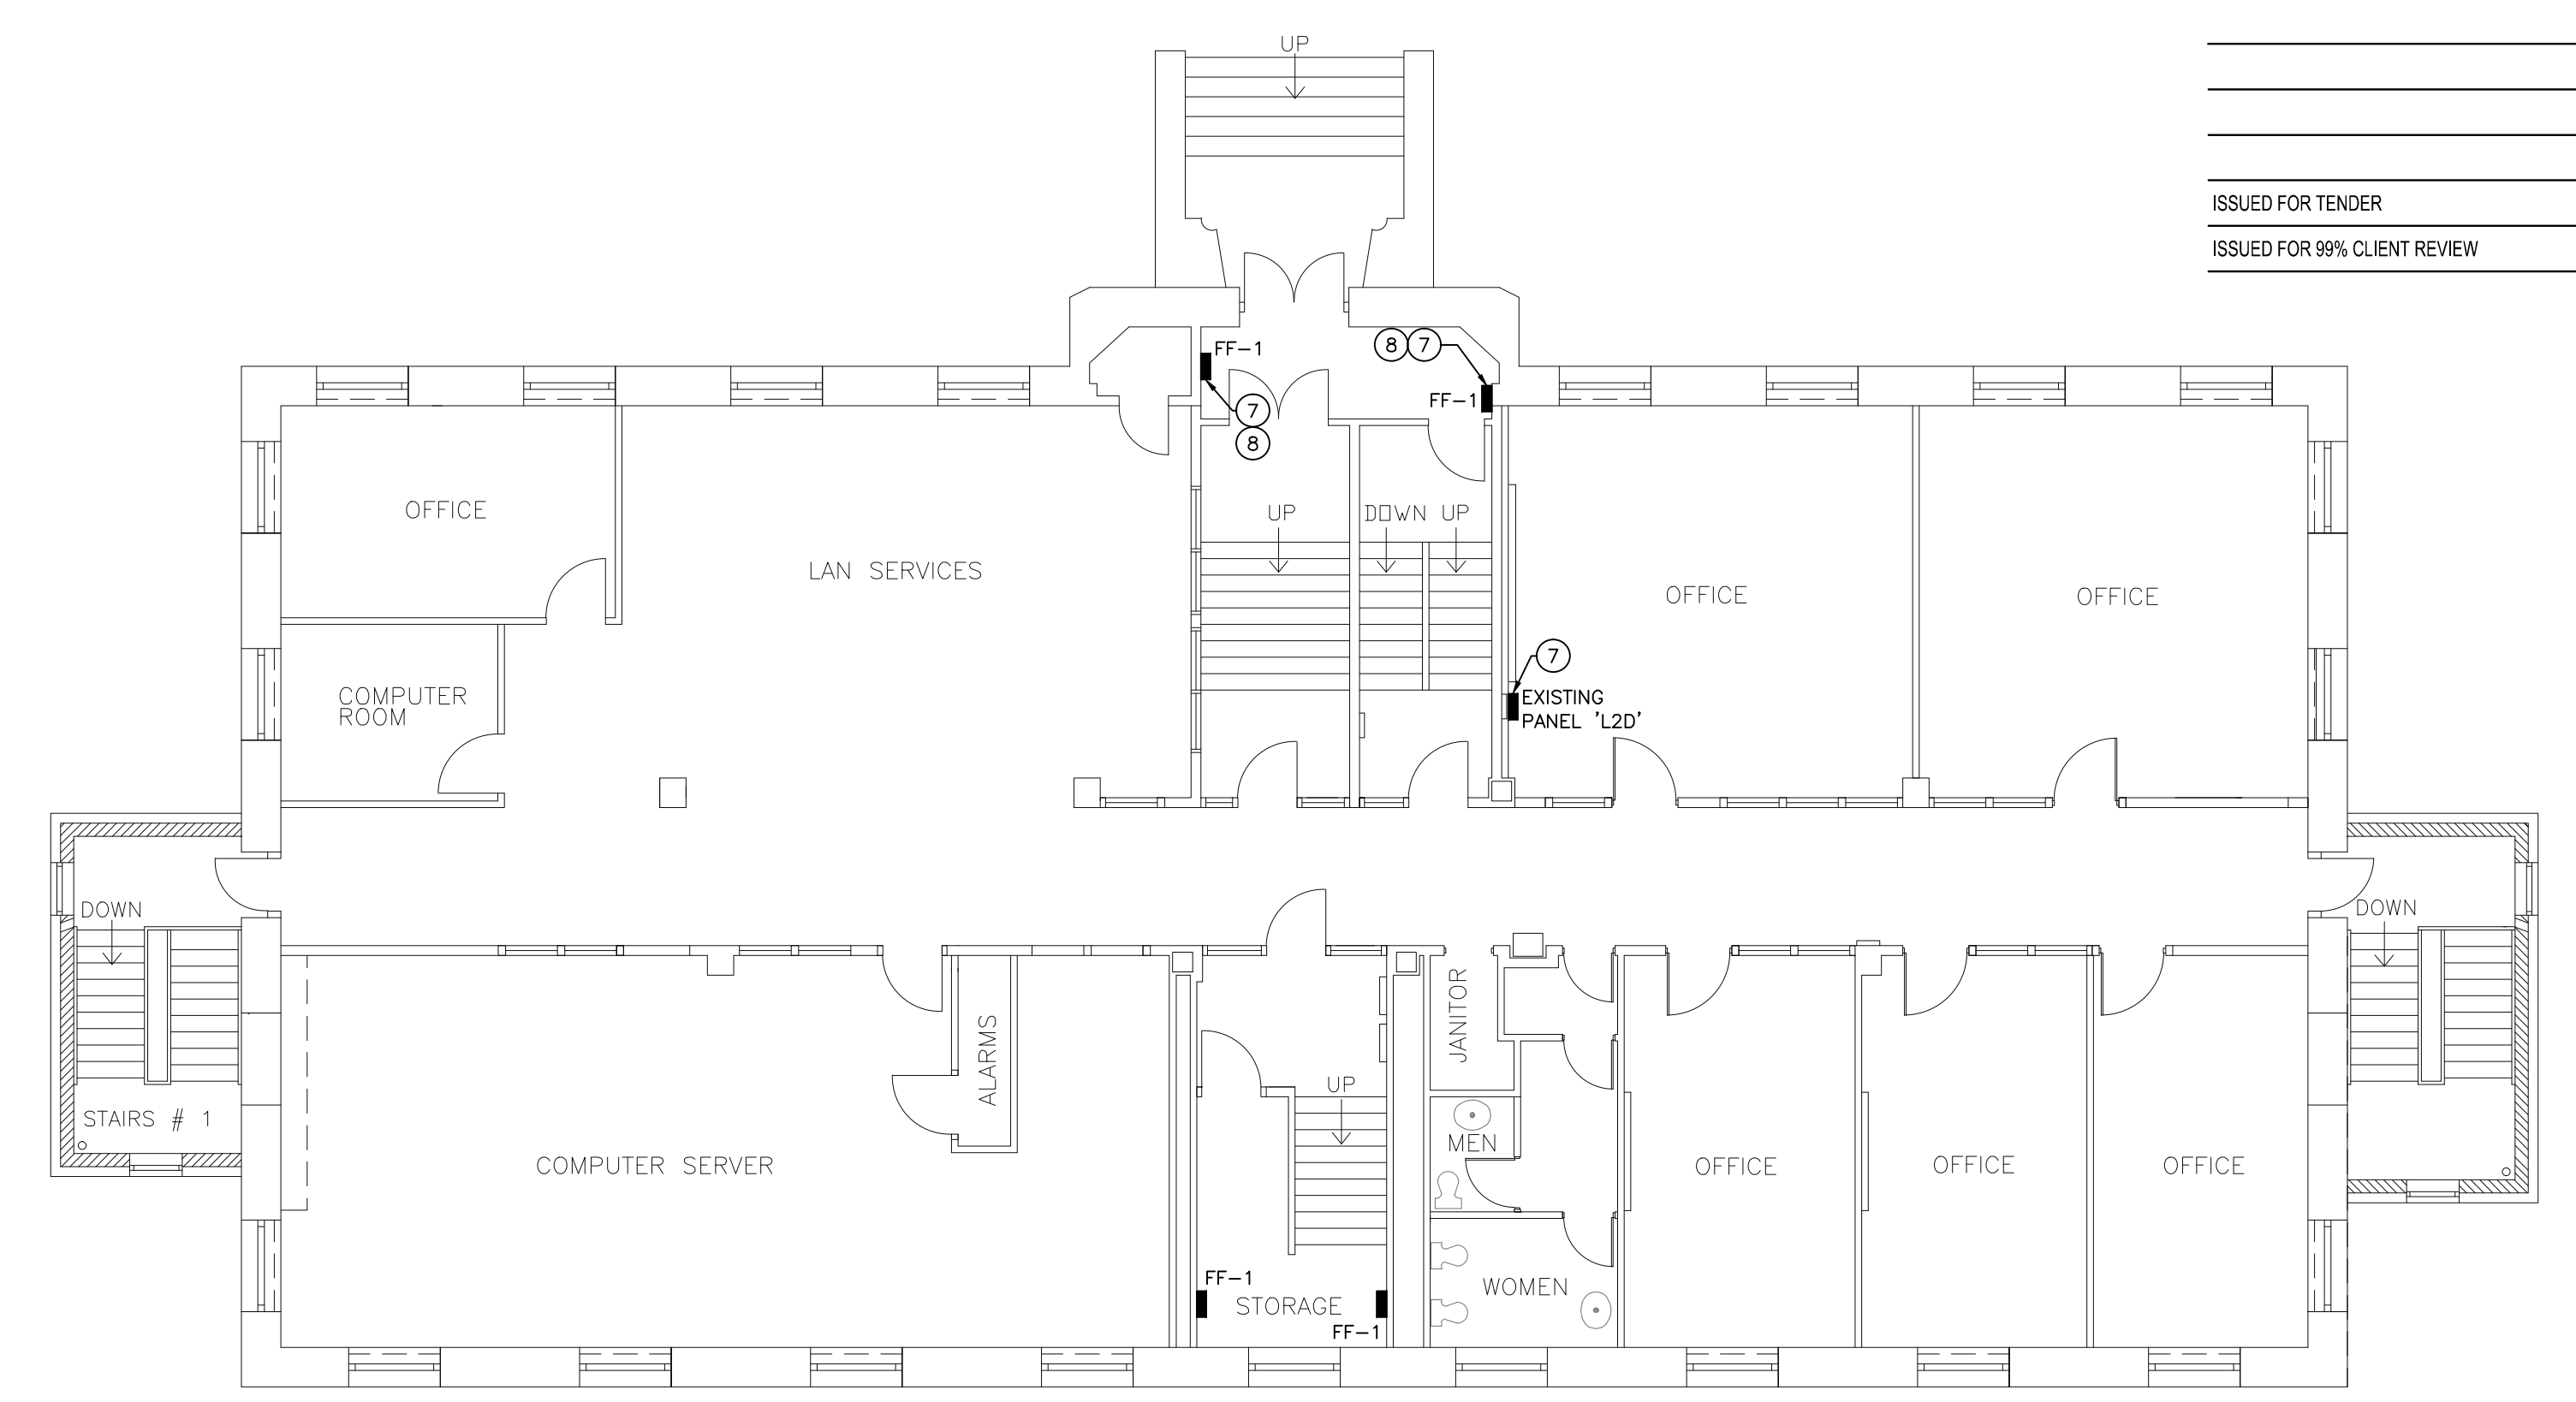 UP
ISSUED FOR TENDER
ISSUED FOR 99% CLIENT REVIEW
FF-1
8 7
FF-1
7
8
OFFICE
UP
DOWN UP
LAN SERVICES
OFFICE
OFFICE
7
COMPUTER
ROOM
EXISTING
PANEL 'L2D'
DOWN
DOWN
JANITOR
ALARMS
UP
STAIRS # 1
MEN
COMPUTER SERVER
OFFICE
OFFICE
OFFICE
FF-1
STORAGE
WOMEN
FF-1